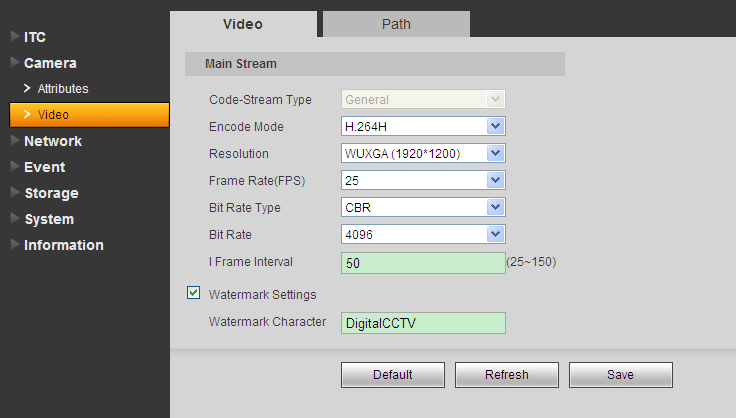 ITC
Camera
Attributes
Video
Network
Event
Storage
System
Information
Video
Path
Main Stream
Code-Stream Type
General
Encode Mode
H.264H
Resolution
WUXGA (1920*1200)
Frame Rate(FPS)
25
Bit Rate Type
CBR
Bit Rate
4096
I Frame Interval
50
(25~150)
Watermark Settings
Watermark Character
DigitalCCTV
Default
Refresh
Save